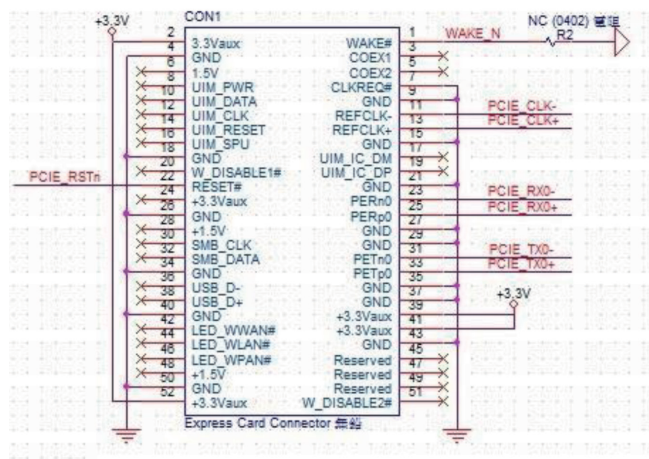 +3.3V
CON1
NC (0402) 電阻
R2
WAKE_N
2 3.3Vaux WAKE# 1
4 GND COEX1 3
6 1.5V COEX2 5
8 UIM_PWR CLKREQ# 7
10 UIM_DATA GND 9
12 UIM_CLK REFCLK- 11 PCIE_CLK-
14 UIM_RESET REFCLK+ 13 PCIE_CLK+
16 UIM_SPU GND 15
18 GND UIM_IC_DM 17
20 W_DISABLE1# UIM_IC_DP 19
PCIE_RSTn 22 RESET# GND 21
24 +3.3Vaux PERn0 23 PCIE_RX0-
26 GND PERp0 25 PCIE_RX0+
28 +1.5V GND 27
30 SMB_CLK GND 29
32 SMB_DATA PETn0 31 PCIE_TX0-
34 GND PETp0 33 PCIE_TX0+
36 USB_D- GND 35
38 USB_D+ GND 37
40 GND +3.3Vaux 39 +3.3V
42 LED_WWAN# +3.3Vaux 41
44 LED_WLAN# GND 43
46 LED_WPAN# Reserved 45
48 +1.5V Reserved 47
50 GND Reserved 49
52 +3.3Vaux W_DISABLE2# 51
Express Card Connector 無鉛